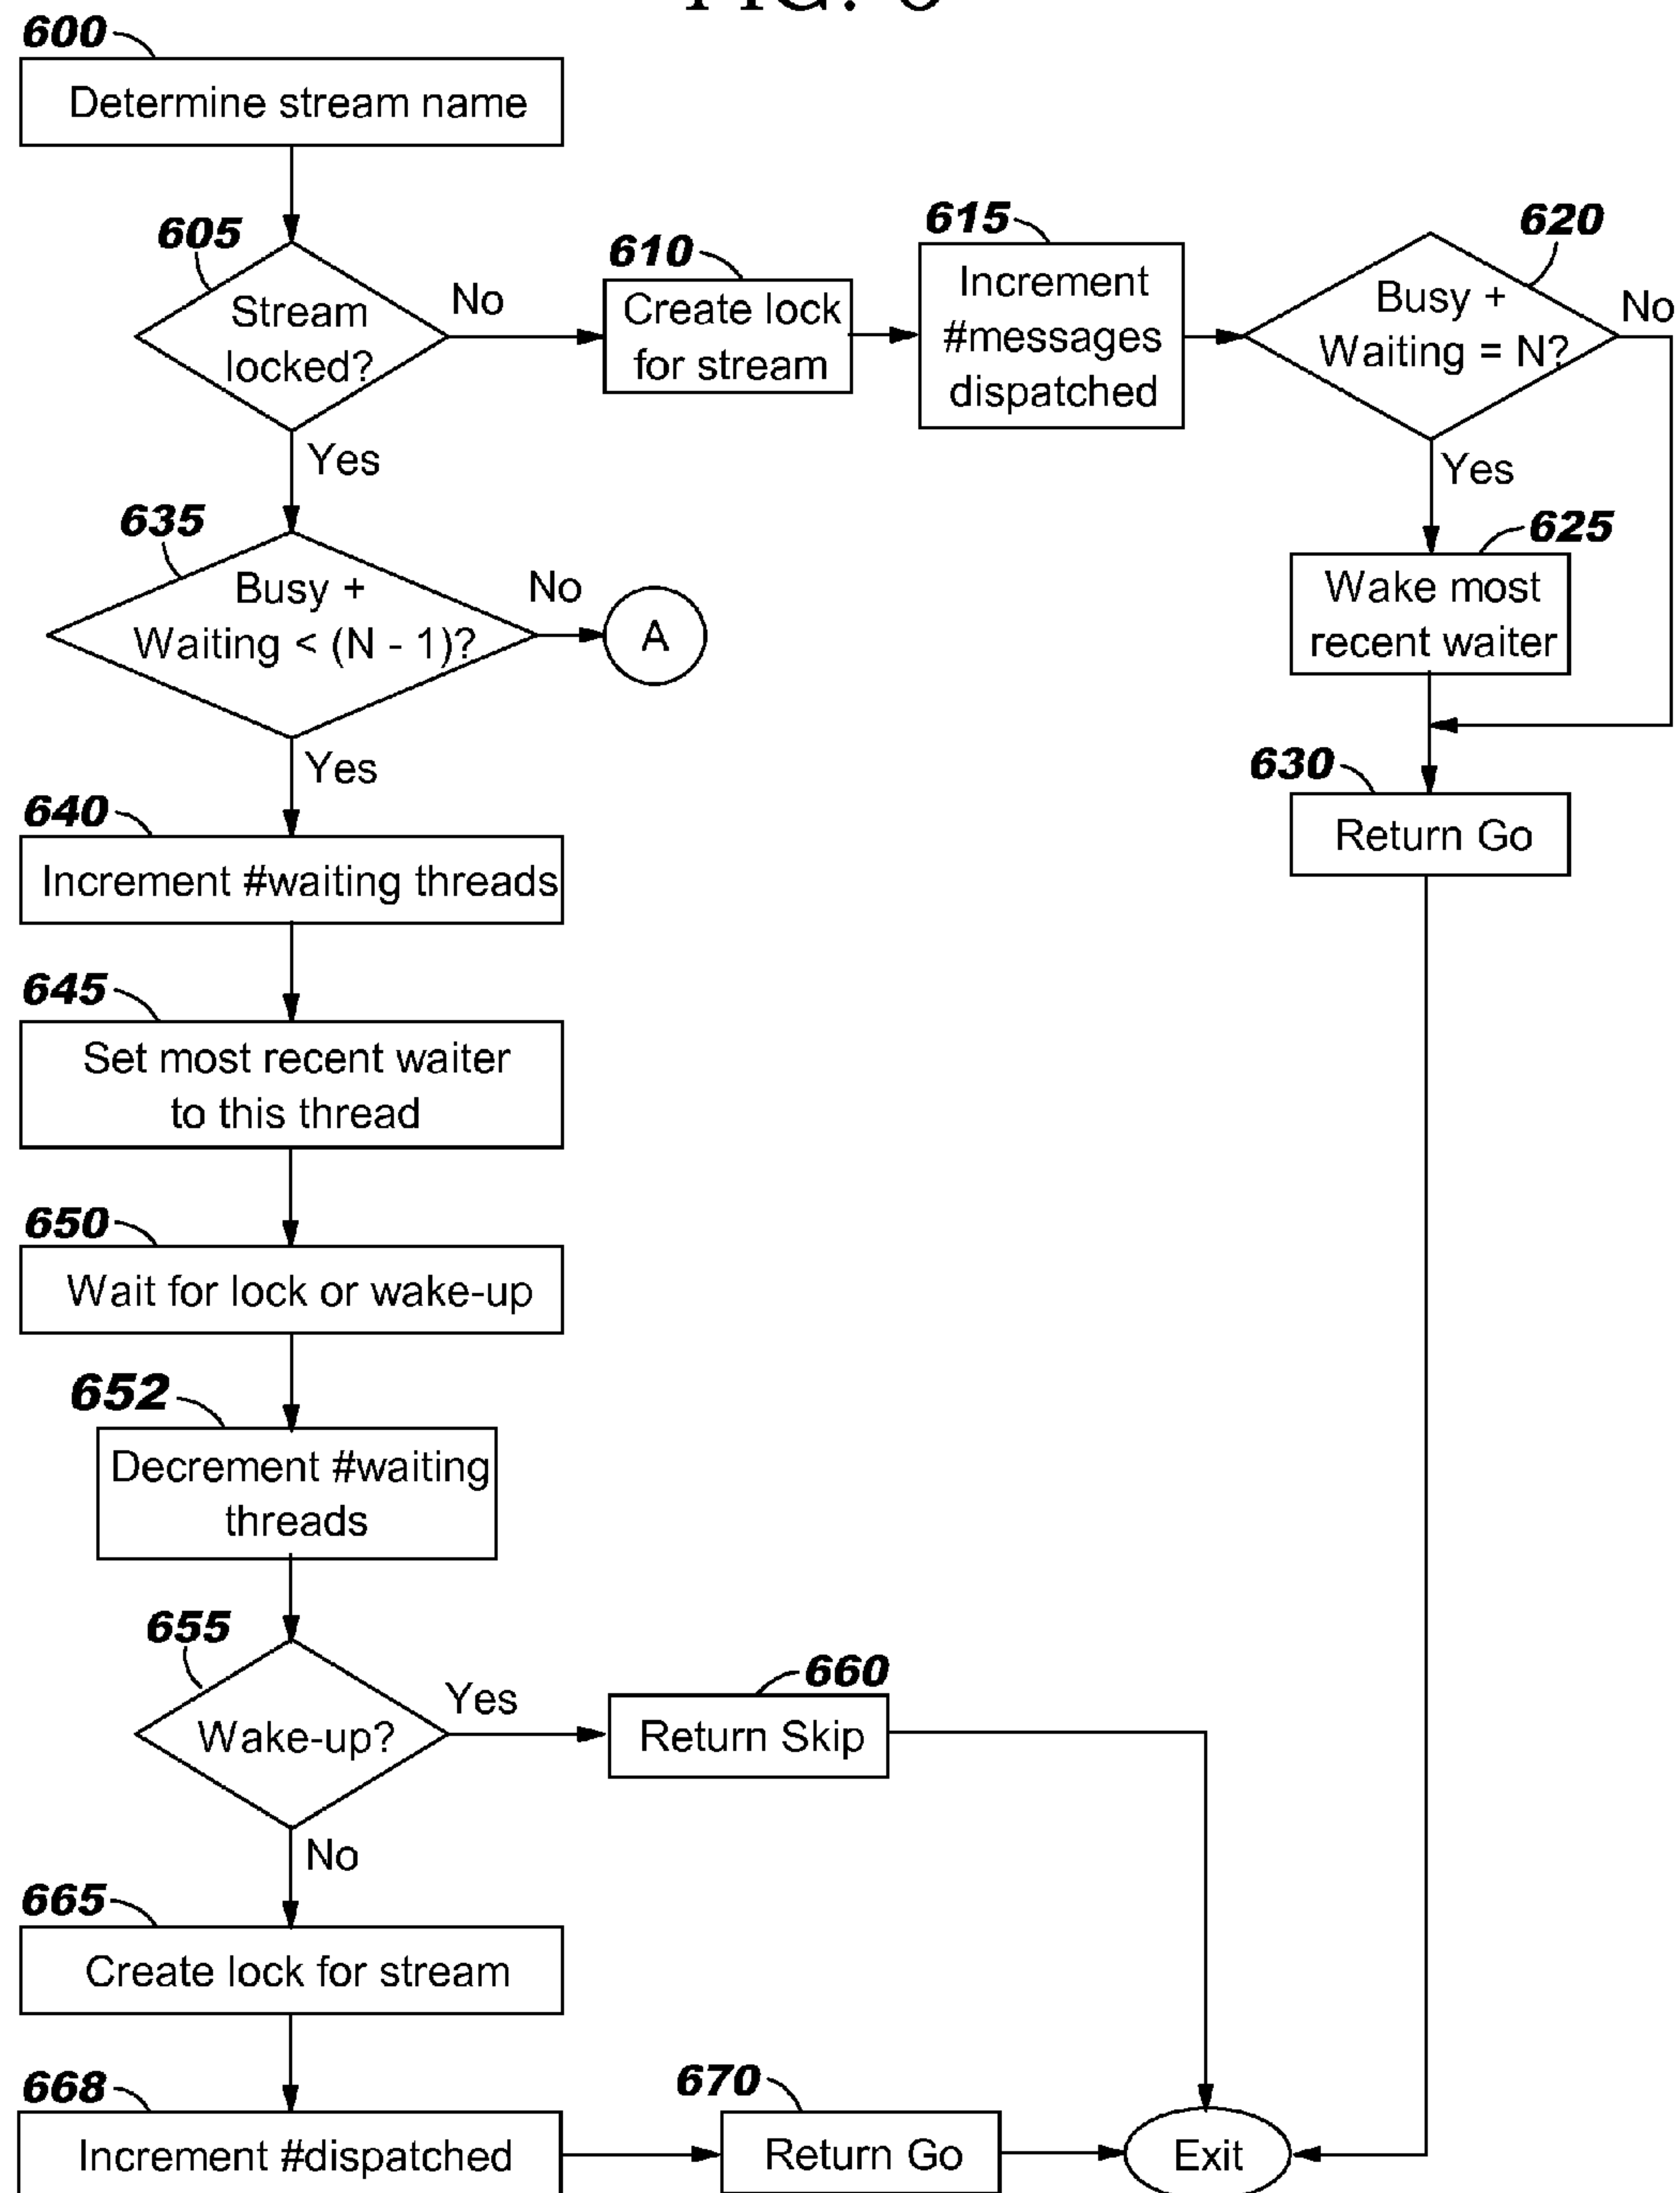 600
Determine stream name
605
Stream
locked?
No
610
Create lock
for stream
615
Increment
#messages
dispatched
620
Busy +
Waiting = N?
No
Yes
625
Wake most
recent waiter
630
Return Go
Yes
635
Busy +
Waiting < (N - 1)?
No
A
Yes
640
Increment #waiting threads
645
Set most recent waiter
to this thread
650
Wait for lock or wake-up
652
Decrement #waiting
threads
655
Wake-up?
Yes
660
Return Skip
No
665
Create lock for stream
668
Increment #dispatched
670
Return Go
Exit